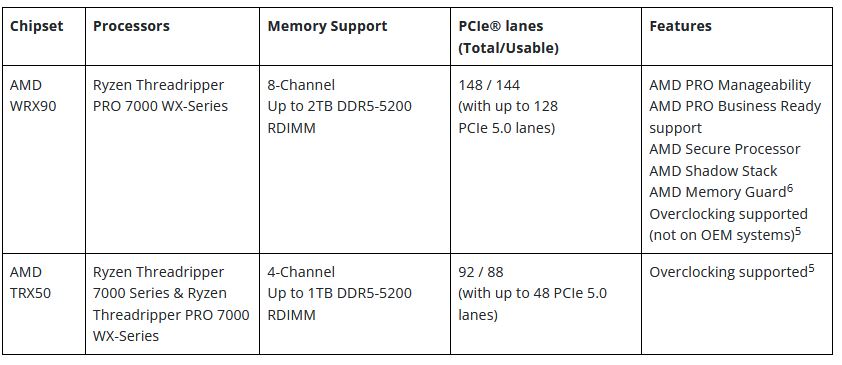 Chipset
Processors
Memory Support
PCIe® lanes
(Total/Usable)
Features
AMD
WRX90
Ryzen Threadripper
PRO 7000 WX-Series
8-Channel
Up to 2TB DDR5-5200
RDIMM
148 / 144
(with up to 128
PCIe 5.0 lanes)
AMD PRO Manageability
AMD PRO Business Ready
support
AMD Secure Processor
AMD Shadow Stack
AMD Memory Guard6
Overclocking supported
(not on OEM systems)5
AMD
TRX50
Ryzen Threadripper
7000 Series & Ryzen
Threadripper PRO 7000
WX-Series
4-Channel
Up to 1TB DDR5-5200
RDIMM
92 / 88
(with up to 48 PCIe 5.0
lanes)
Overclocking supported5